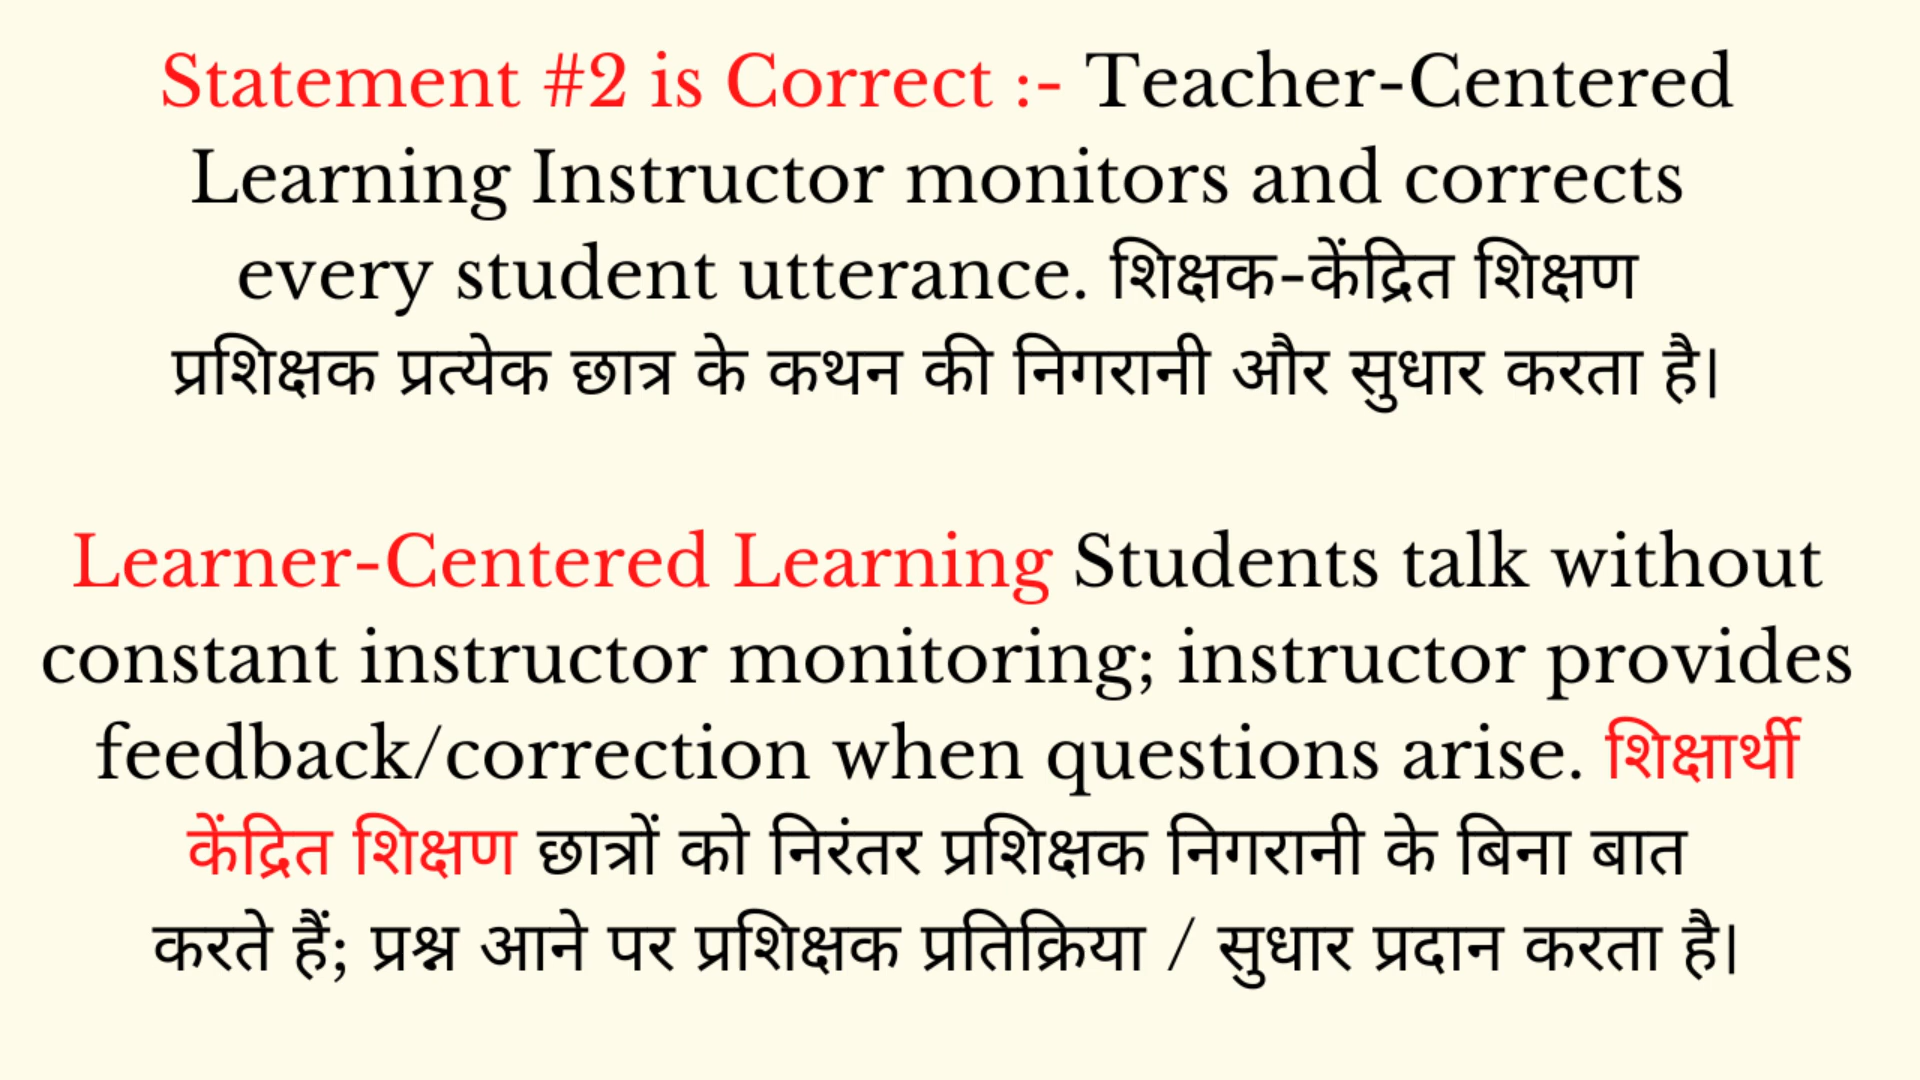 Statement #2 is Correct :- Teacher-Centered
Learning Instructor monitors and corrects
every student utterance. शिक्षक-केंद्रित शिक्षण
प्रशिक्षक प्रत्येक छात्र के कथन की निगरानी और सुधार करता है।
Learner-Centered Learning Students talk without
constant instructor monitoring; instructor provides
feedback/correction when questions arise. शिक्षार्थी
केंद्रित शिक्षण छात्रों को निरंतर प्रशिक्षक निगरानी के बिना बात
करते हैं; प्रश्न आने पर प्रशिक्षक प्रतिक्रिया / सुधार प्रदान करता है।